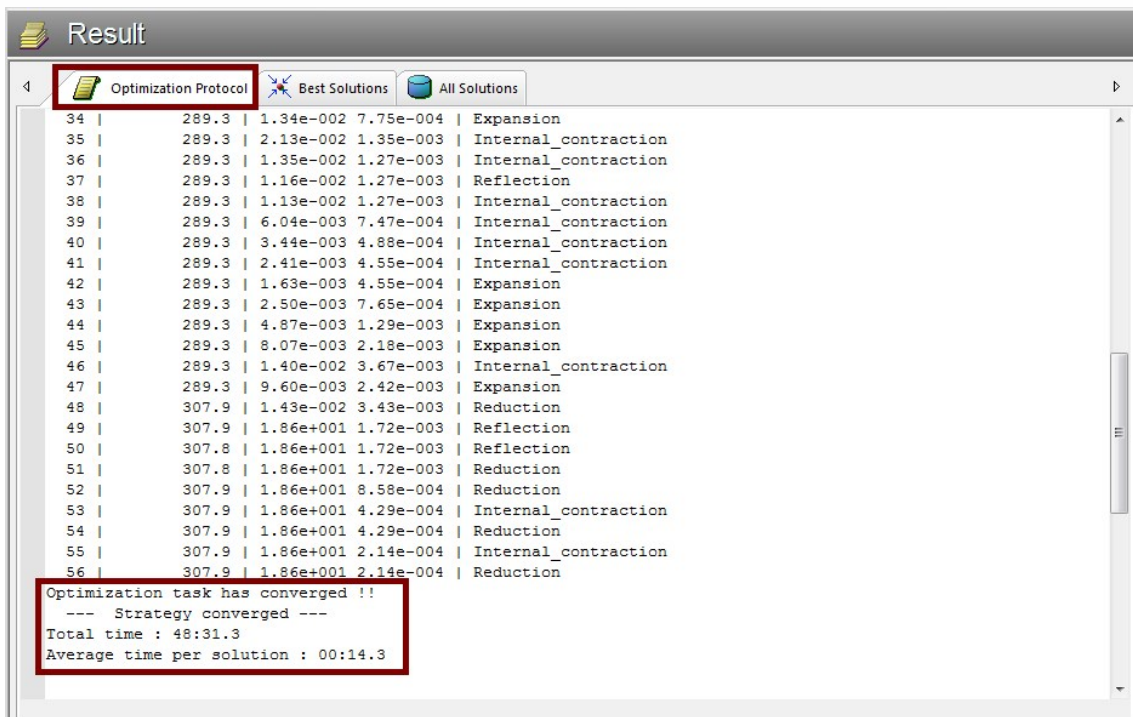 Result
Optimization Protocol Best Solutions All Solutions
34 | 289.3 | 1.34e-002 7.75e-004 | Expansion
35 | 289.3 | 2.13e-002 1.35e-003 | Internal_contraction
36 | 289.3 | 1.35e-002 1.27e-003 | Internal_contraction
37 | 289.3 | 1.16e-002 1.27e-003 | Reflection
38 | 289.3 | 1.13e-002 1.27e-003 | Internal_contraction
39 | 289.3 | 6.04e-003 7.47e-004 | Internal_contraction
40 | 289.3 | 3.44e-003 4.88e-004 | Internal_contraction
41 | 289.3 | 2.41e-003 4.55e-004 | Internal_contraction
42 | 289.3 | 1.63e-003 4.55e-004 | Expansion
43 | 289.3 | 2.50e-003 7.65e-004 | Expansion
44 | 289.3 | 4.87e-003 1.29e-003 | Expansion
45 | 289.3 | 8.07e-003 2.18e-003 | Expansion
46 | 289.3 | 1.40e-002 3.67e-003 | Internal_contraction
47 | 289.3 | 9.60e-003 2.42e-003 | Expansion
48 | 307.9 | 1.43e-002 3.43e-003 | Reduction
49 | 307.9 | 1.86e+001 1.72e-003 | Reflection
50 | 307.8 | 1.86e+001 1.72e-003 | Reflection
51 | 307.8 | 1.86e+001 1.72e-003 | Reduction
52 | 307.9 | 1.86e+001 8.58e-004 | Reduction
53 | 307.9 | 1.86e+001 4.29e-004 | Internal_contraction
54 | 307.9 | 1.86e+001 4.29e-004 | Reduction
55 | 307.9 | 1.86e+001 2.14e-004 | Internal_contraction
56 | 307.9 | 1.86e+001 2.14e-004 | Reduction
Optimization task has converged !!
--- Strategy converged ---
Total time : 48:31.3
Average time per solution : 00:14.3